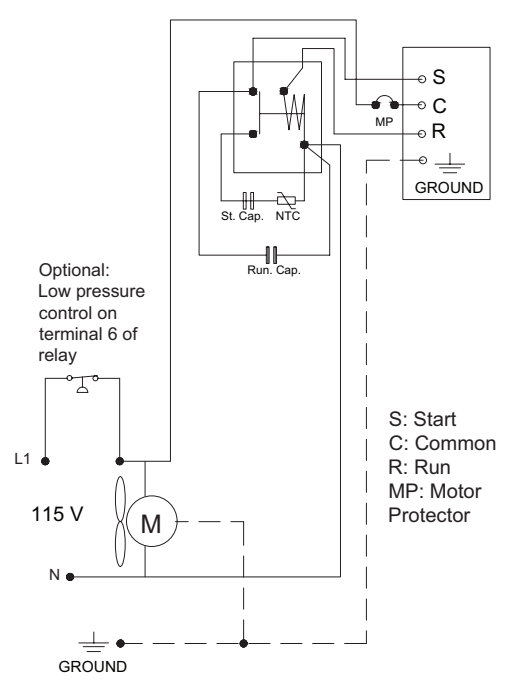 S
C
MP
R
GROUND
St. Cap.
NTC
Run. Cap.
Optional:
Low pressure
control on
terminal 6 of
relay
S: Start
C: Common
R: Run
MP: Motor
Protector
L1
115 V
M
N
GROUND